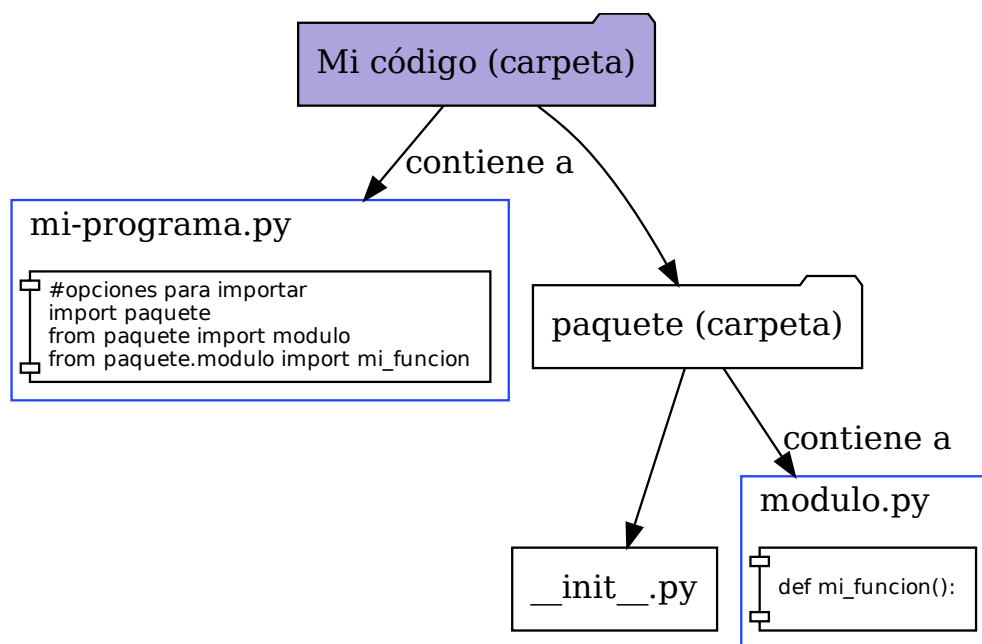 Mi código (carpeta)
contiene a
mi-programa.py
#opciones para importar
import paquete
from paquete import modulo
from paquete.modulo import mi_funcion
paquete (carpeta)
contiene a
modulo.py
__init__.py
def mi_funcion():